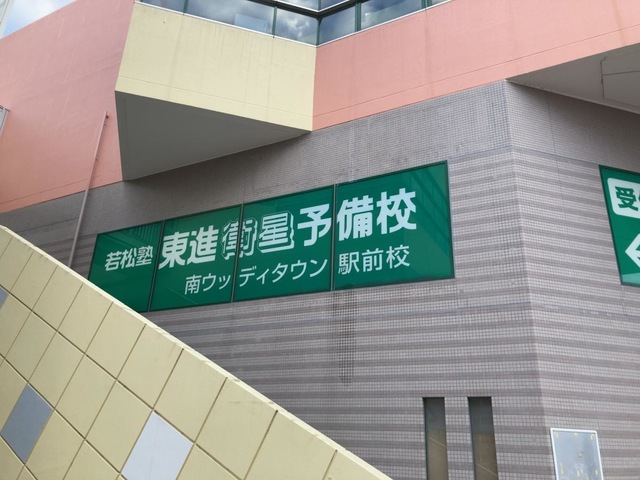 若松塾 東進衛星予備校
南ウッディタウン駅前校
受